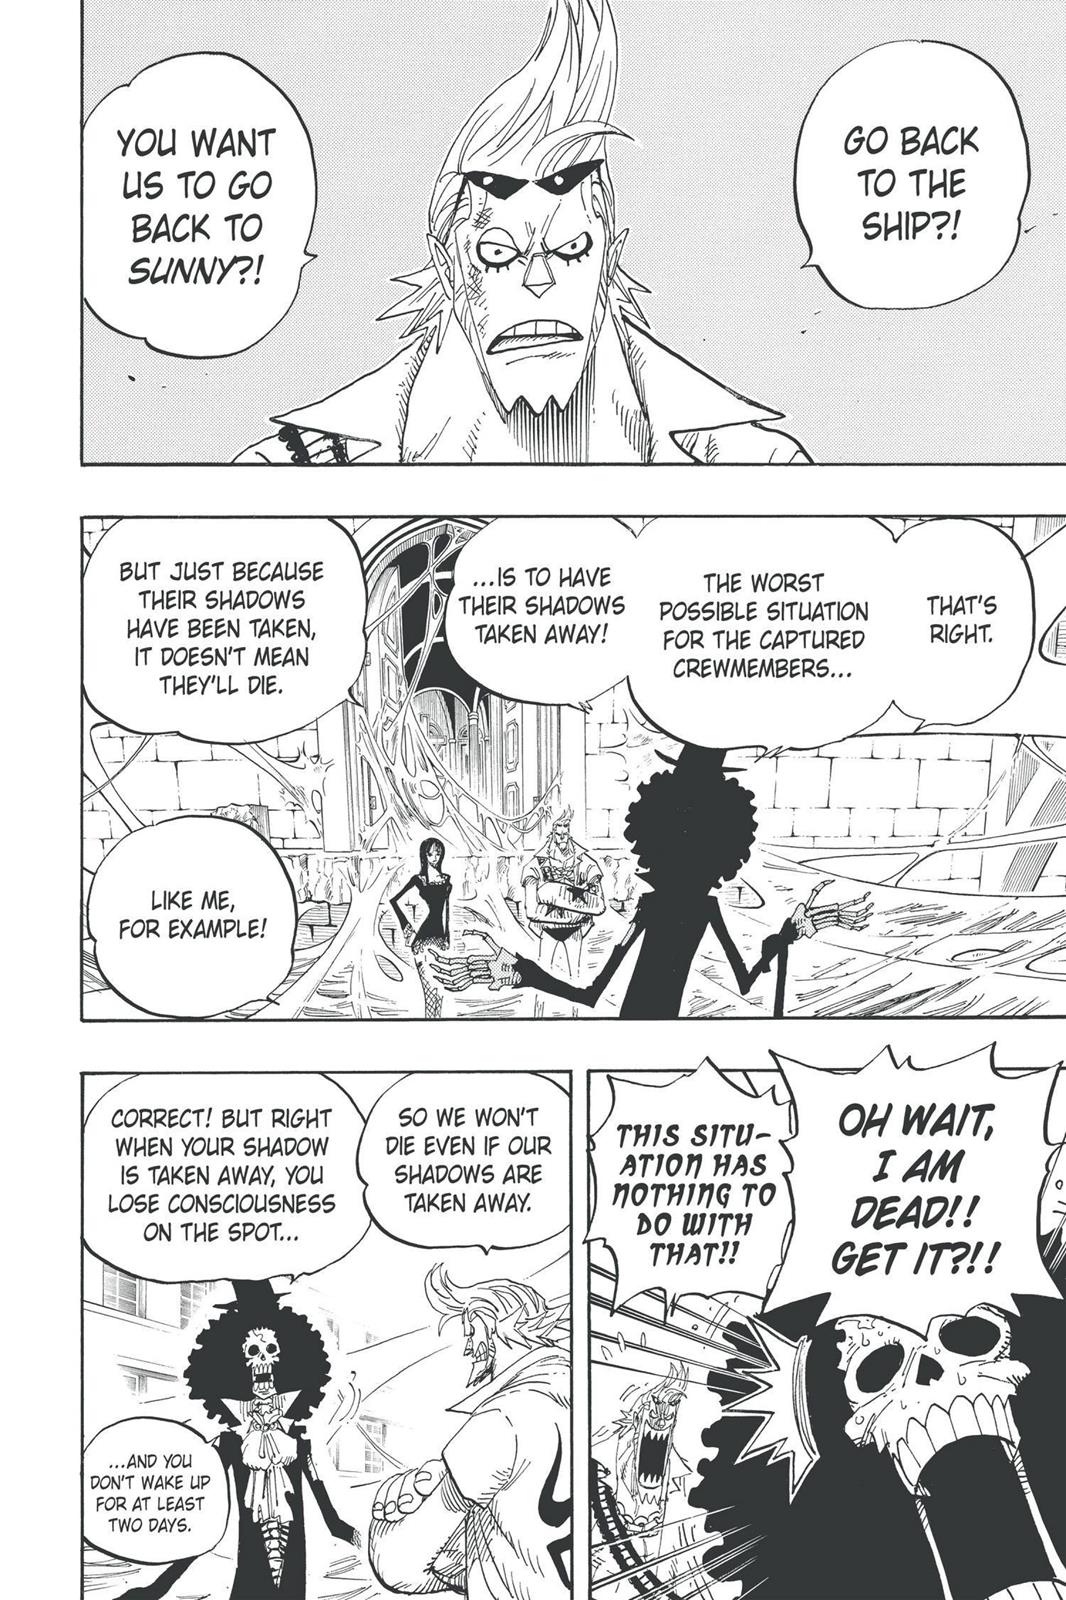 GO BACK
TO THE
SHIP?!
YOU WANT
US TO GO
BACK TO
SUNNY?!
THAT'S
RIGHT.
THE WORST
POSSIBLE SITUATION
FOR THE CAPTURED
CREWMEMBERS...
...IS TO HAVE
THEIR SHADOWS
TAKEN AWAY!
BUT JUST BECAUSE
THEIR SHADOWS
HAVE BEEN TAKEN,
IT DOESN'T MEAN
THEY'LL DIE.
LIKE ME,
FOR EXAMPLE!
OH WAIT,
I AM
DEAD!!
GET IT?!!
THIS SITU-
ATION HAS
NOTHING TO
DO WITH
THAT!!
SO WE WON'T
DIE EVEN IF OUR
SHADOWS ARE
TAKEN AWAY.
CORRECT! BUT RIGHT
WHEN YOUR SHADOW
IS TAKEN AWAY, YOU
LOSE CONSCIOUSNESS
ON THE SPOT...
...AND YOU
DON'T WAKE UP
FOR AT LEAST
TWO DAYS.